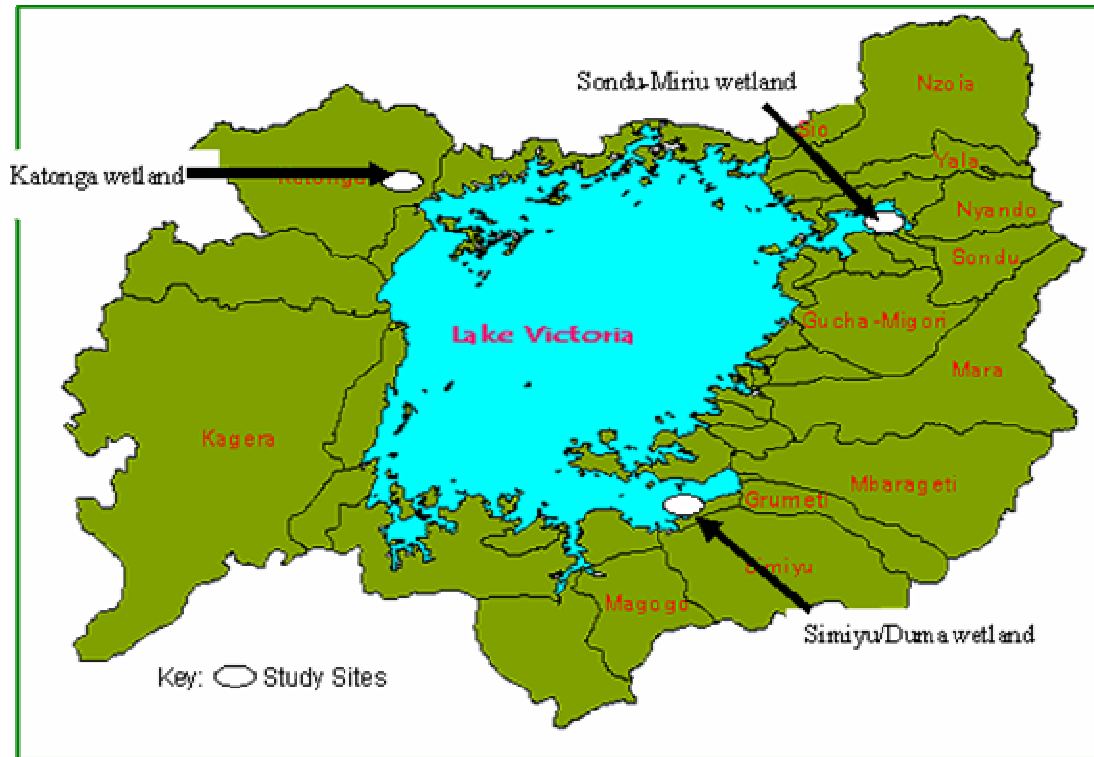 Sondu-Miriu wetland
Nzoia
Sio
Katonga wetland
Katonga
Yala
Nyando
Sondu
Gucha-Migori
Lake Victoria
Mara
Kagera
Mbarageti
Grumeti
Simiyu
Magogo
Simiyu/Duma wetland
Key: Study Sites